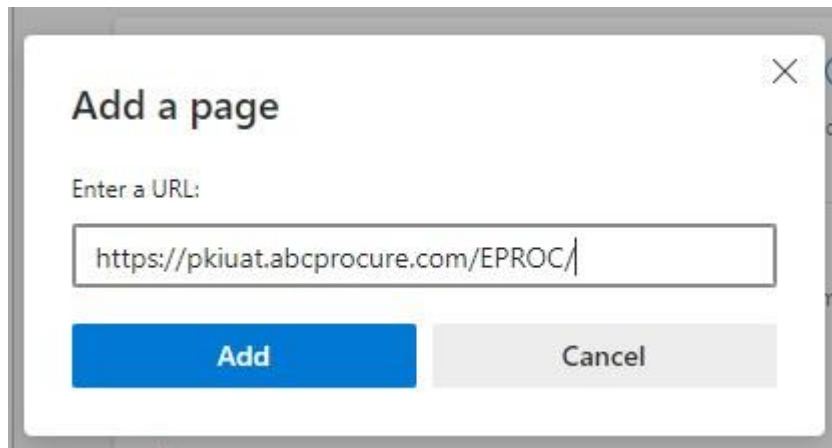 Add a page
Enter a URL:
https://pkiuat.abcprocure.com/EPROC/
Add
Cancel